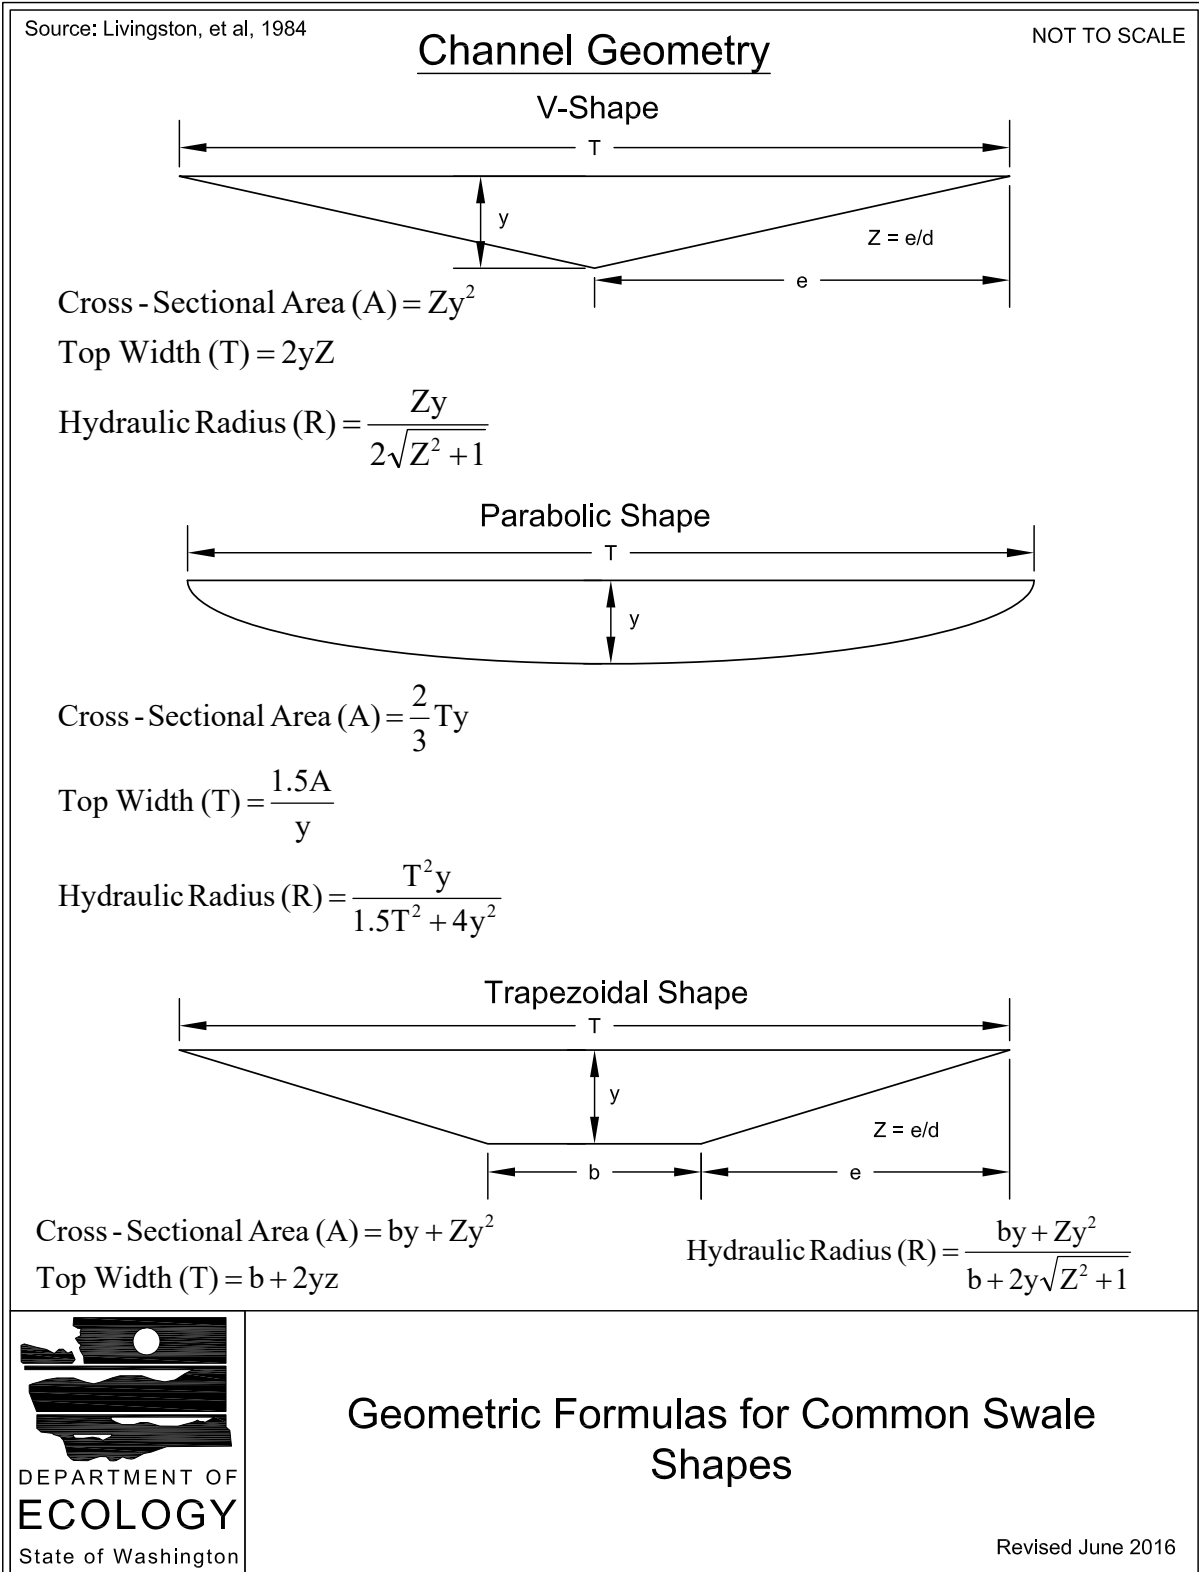 Source: Livingston, et al, 1984
NOT TO SCALE
Channel Geometry
V-Shape
T
y
Z = e/d
e
Cross-Sectional Area (A) = Zy²
Top Width (T) = 2yZ
Hydraulic Radius (R) = Zy / 2√(Z² + 1)
Parabolic Shape
T
y
Cross-Sectional Area (A) = 2/3 Ty
Top Width (T) = 1.5A / y
Hydraulic Radius (R) = T²y / 1.5T² + 4y²
Trapezoidal Shape
T
y
Z = e/d
b
e
Cross-Sectional Area (A) = by + Zy²
Top Width (T) = b + 2yz
Hydraulic Radius (R) = by + Zy² / b + 2y√(Z² + 1)
DEPARTMENT OF
ECOLOGY
State of Washington
Geometric Formulas for Common Swale
Shapes
Revised June 2016